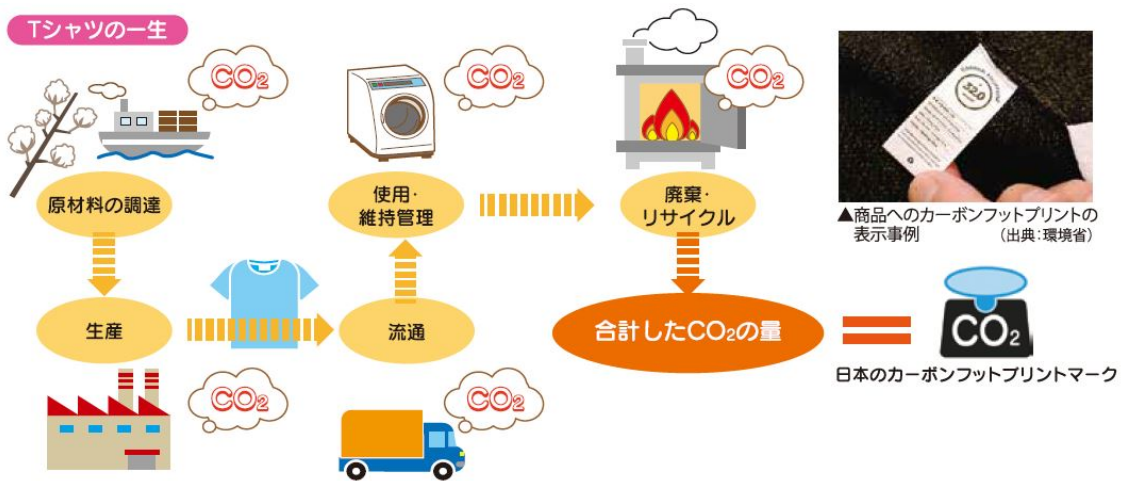 Tシャツの一生
CO2
CO2
CO2
原材料の調達
使用・
維持管理
廃棄・
リサイクル
▲商品へのカーボンフットプリントの
表示事例
(出典:環境省)
生産
流通
合計したCO2の量
CO2
日本のカーボンフットプリントマーク
CO2
CO2
320